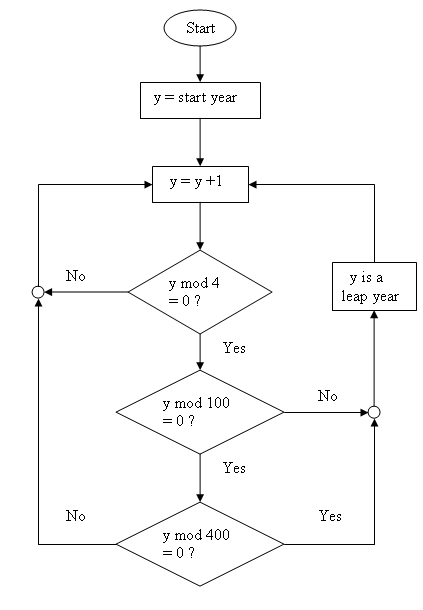 Start
y = start year
y = y +1
No
y mod 4
= 0 ?
y is a
leap year
Yes
y mod 100
= 0 ?
No
Yes
No
y mod 400
= 0 ?
Yes